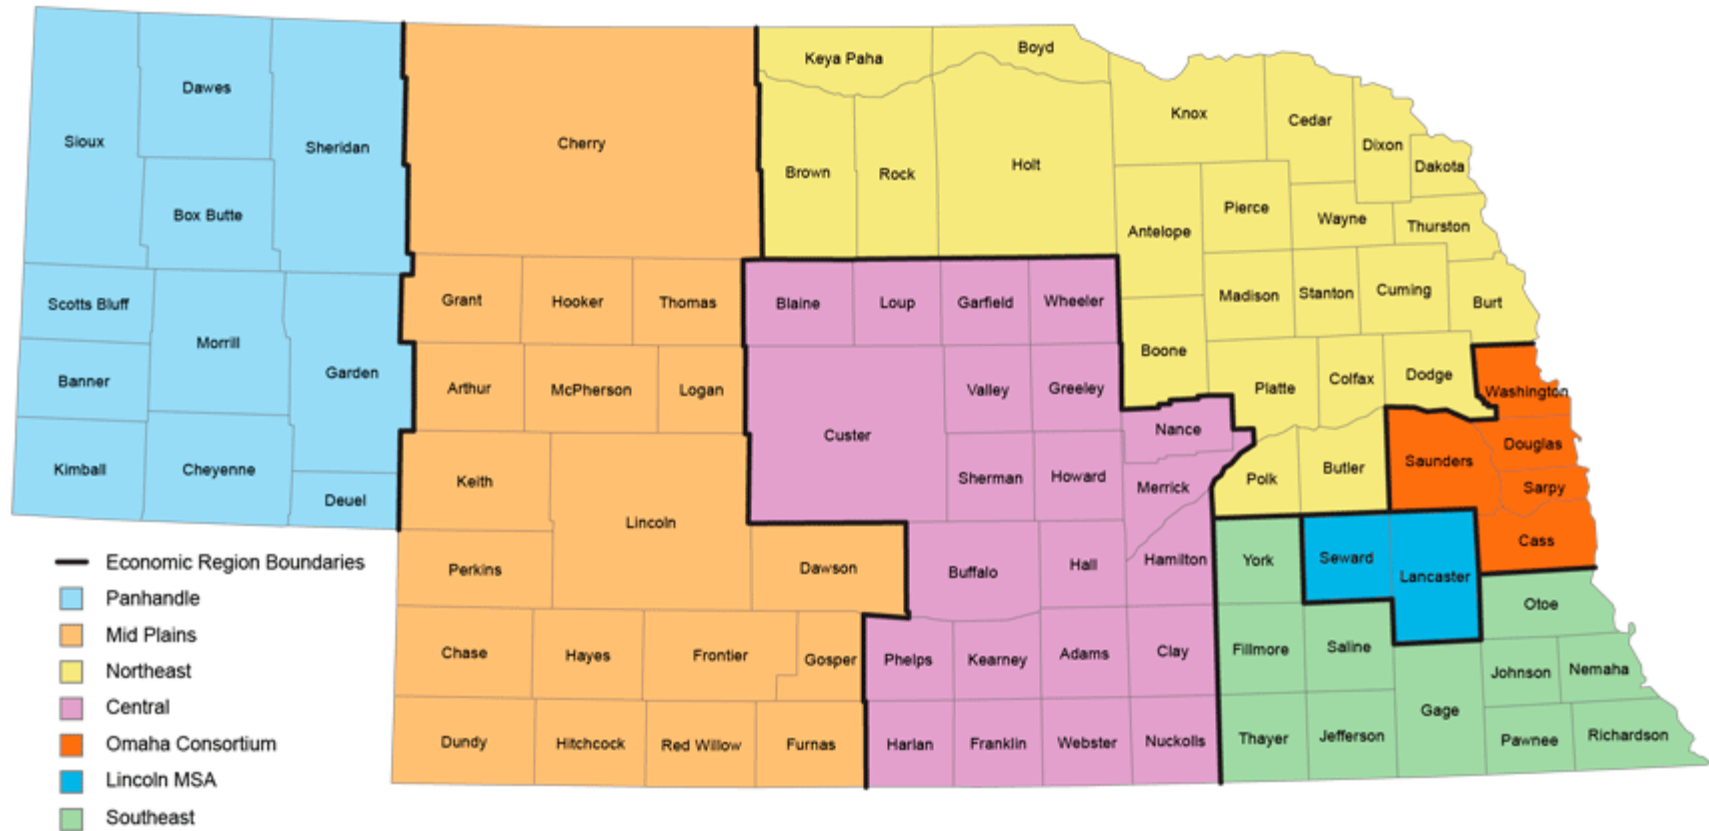 Keya Paha
Boyd
Dawes
Sioux
Sheridan
Cherry
Knox
Cedar
Dixon
Dakota
Brown
Rock
Holt
Box Butte
Antelope
Pierce
Wayne
Thurston
Scotts Bluff
Morrill
Garden
Grant
Hooker
Thomas
Blaine
Loup
Garfield
Wheeler
Madison
Stanton
Cuming
Burt
Banner
Arthur
McPherson
Logan
Custer
Valley
Greeley
Boone
Platte
Colfax
Dodge
Washington
Nance
Douglas
Kimball
Cheyenne
Deuel
Keith
Lincoln
Sherman
Howard
Merrick
Polk
Butler
Saunders
Sarpy
Cass
Perkins
Dawson
Buffalo
Hall
Hamilton
York
Seward
Lancaster
Otoe
Chase
Hayes
Frontier
Gosper
Phelps
Kearney
Adams
Clay
Fillmore
Saline
Johnson
Nemaha
Dundy
Hitchcock
Red Willow
Furnas
Harlan
Franklin
Webster
Nuckolls
Thayer
Jefferson
Gage
Pawnee
Richardson
Economic Region Boundaries
Panhandle
Mid Plains
Northeast
Central
Omaha Consortium
Lincoln MSA
Southeast